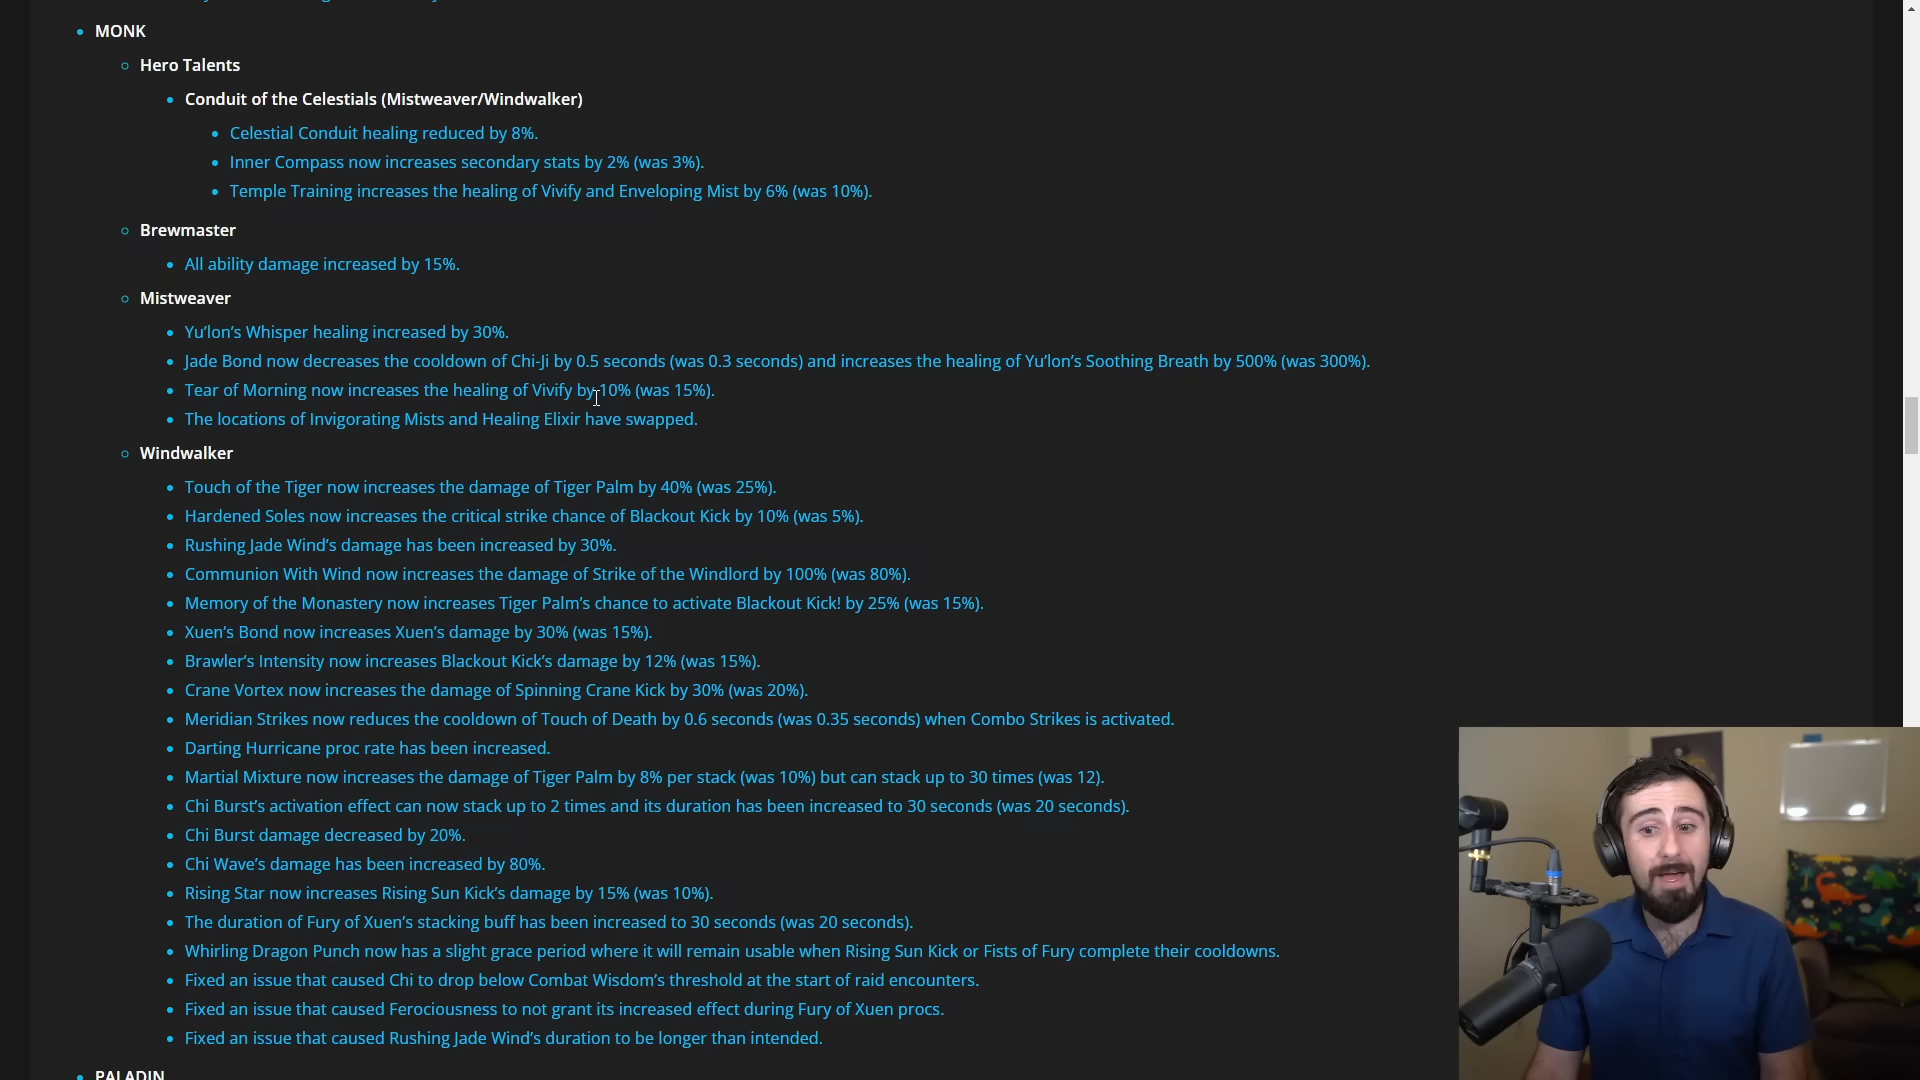 MONK
Hero Talents
Conduit of the Celestials (Mistweaver/Windwalker)
Celestial Conduit healing reduced by 8%.
Inner Compass now increases secondary stats by 2% (was 3%).
Temple Training increases the healing of Vivify and Enveloping Mist by 6% (was 10%).
Brewmaster
All ability damage increased by 15%.
Mistweaver
Yu’lon’s Whisper healing increased by 30%.
Jade Bond now decreases the cooldown of Chi-Ji by 0.5 seconds (was 0.3 seconds) and increases the healing of Yu’lon’s Soothing Breath by 500% (was 300%).
Tear of Morning now increases the healing of Vivify by 10% (was 15%).
The locations of Invigorating Mists and Healing Elixir have swapped.
Windwalker
Touch of the Tiger now increases the damage of Tiger Palm by 40% (was 25%).
Hardened Soles now increases the critical strike chance of Blackout Kick by 10% (was 5%).
Rushing Jade Wind’s damage has been increased by 30%.
Communion With Wind now increases the damage of Strike of the Windlord by 100% (was 80%).
Memory of the Monastery now increases Tiger Palm’s chance to activate Blackout Kick! by 25% (was 15%).
Xuen’s Bond now increases Xuen’s damage by 30% (was 15%).
Brawler’s Intensity now increases Blackout Kick’s damage by 12% (was 15%).
Crane Vortex now increases the damage of Spinning Crane Kick by 30% (was 20%).
Meridian Strikes now reduces the cooldown of Touch of Death by 0.6 seconds (was 0.35 seconds) when Combo Strikes is activated.
Darting Hurricane proc rate has been increased.
Martial Mixture now increases the damage of Tiger Palm by 8% per stack (was 10%) but can stack up to 30 times (was 12).
Chi Burst’s activation effect can now stack up to 2 times and its duration has been increased to 30 seconds (was 20 seconds).
Chi Burst damage decreased by 20%.
Chi Wave’s damage has been increased by 80%.
Rising Star now increases Rising Sun Kick’s damage by 15% (was 10%).
The duration of Fury of Xuen’s stacking buff has been increased to 30 seconds (was 20 seconds).
Whirling Dragon Punch now has a slight grace period where it will remain usable when Rising Sun Kick or Fists of Fury complete their cooldowns.
Fixed an issue that caused Chi to drop below Combat Wisdom’s threshold at the start of raid encounters.
Fixed an issue that caused Ferociousness to not grant its increased effect during Fury of Xuen procs.
Fixed an issue that caused Rushing Jade Wind’s duration to be longer than intended.
PALADIN